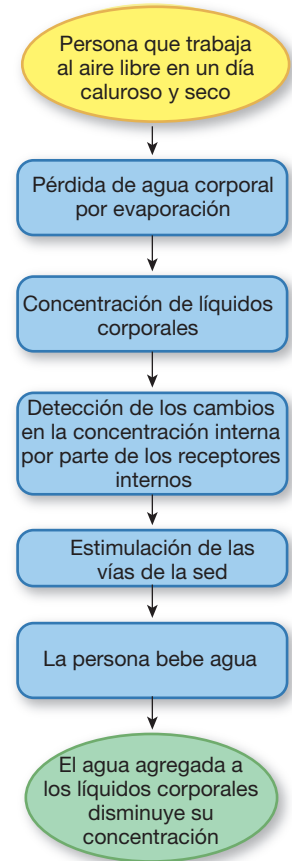 Persona que trabaja
al aire libre en un día
caluroso y seco
Pérdida de agua corporal
por evaporación
Concentración de líquidos
corporales
Detección de los cambios
en la concentración interna
por parte de los receptores
internos
Estimulación de las
vías de la sed
La persona bebe agua
El agua agregada a
los líquidos corporales
disminuye su
concentración